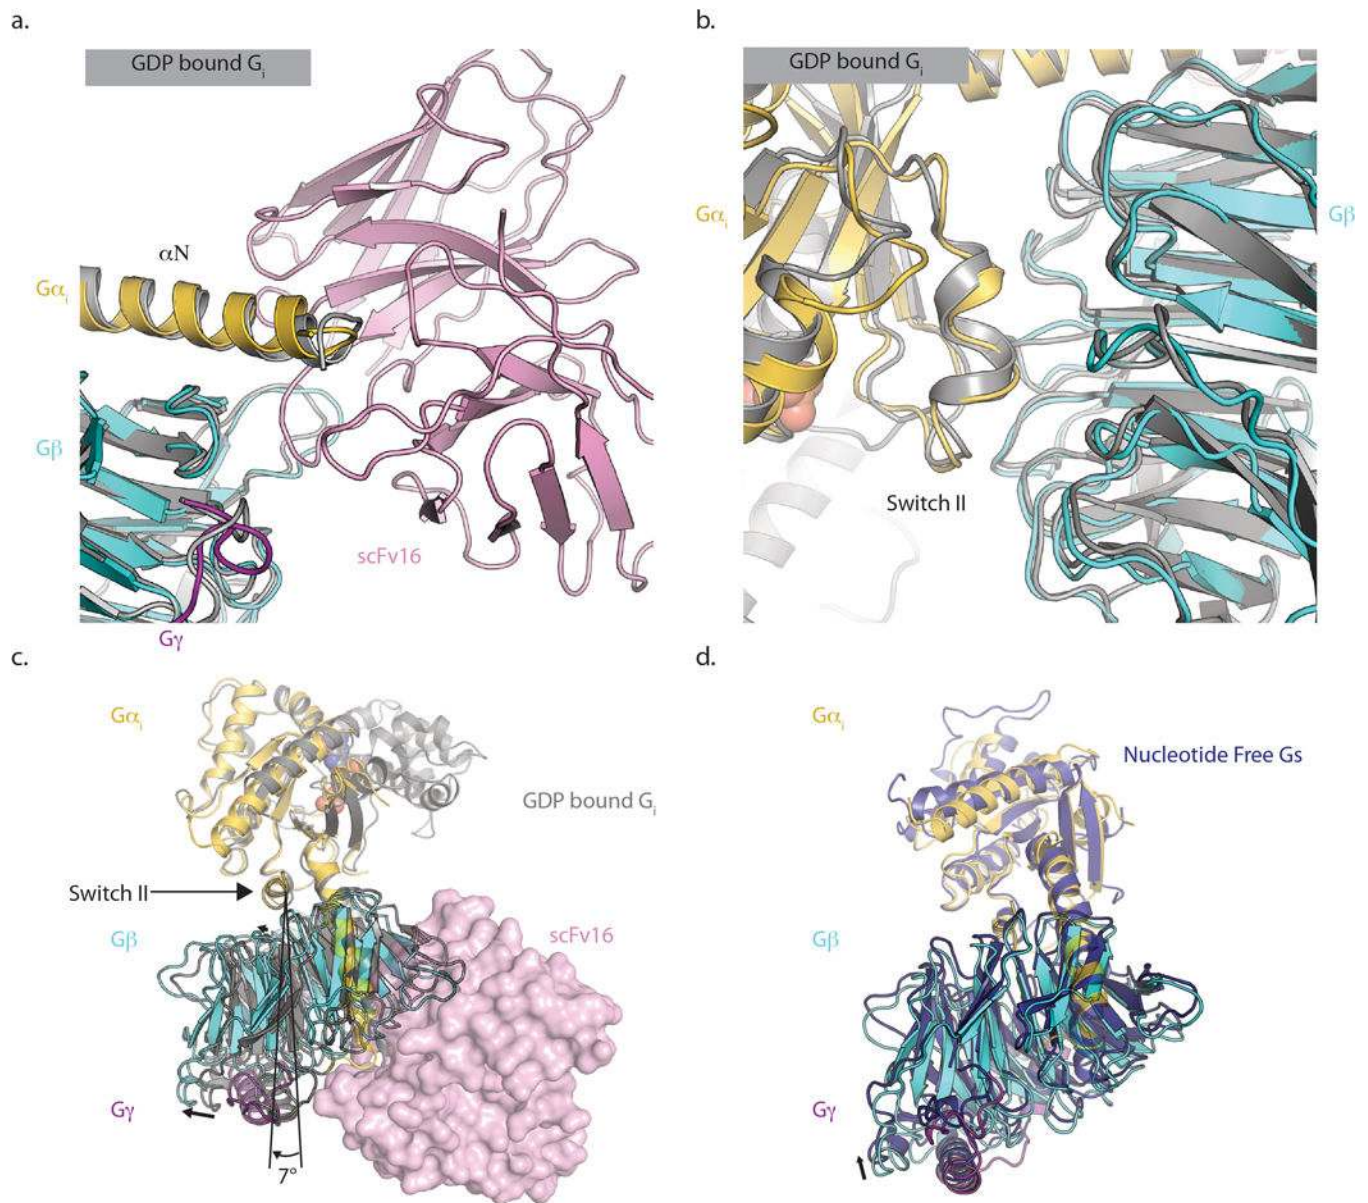 a.
GDP bound Gi
αN
Gαi
Gβ
scFv16
Gγ
b.
GDP bound Gi
Gαi
Gβ
Switch II
c.
Gαi
GDP bound Gi
Switch II
Gβ
scFv16
Gγ
7°
d.
Gαi
Nucleotide Free Gs
Gβ
Gγ